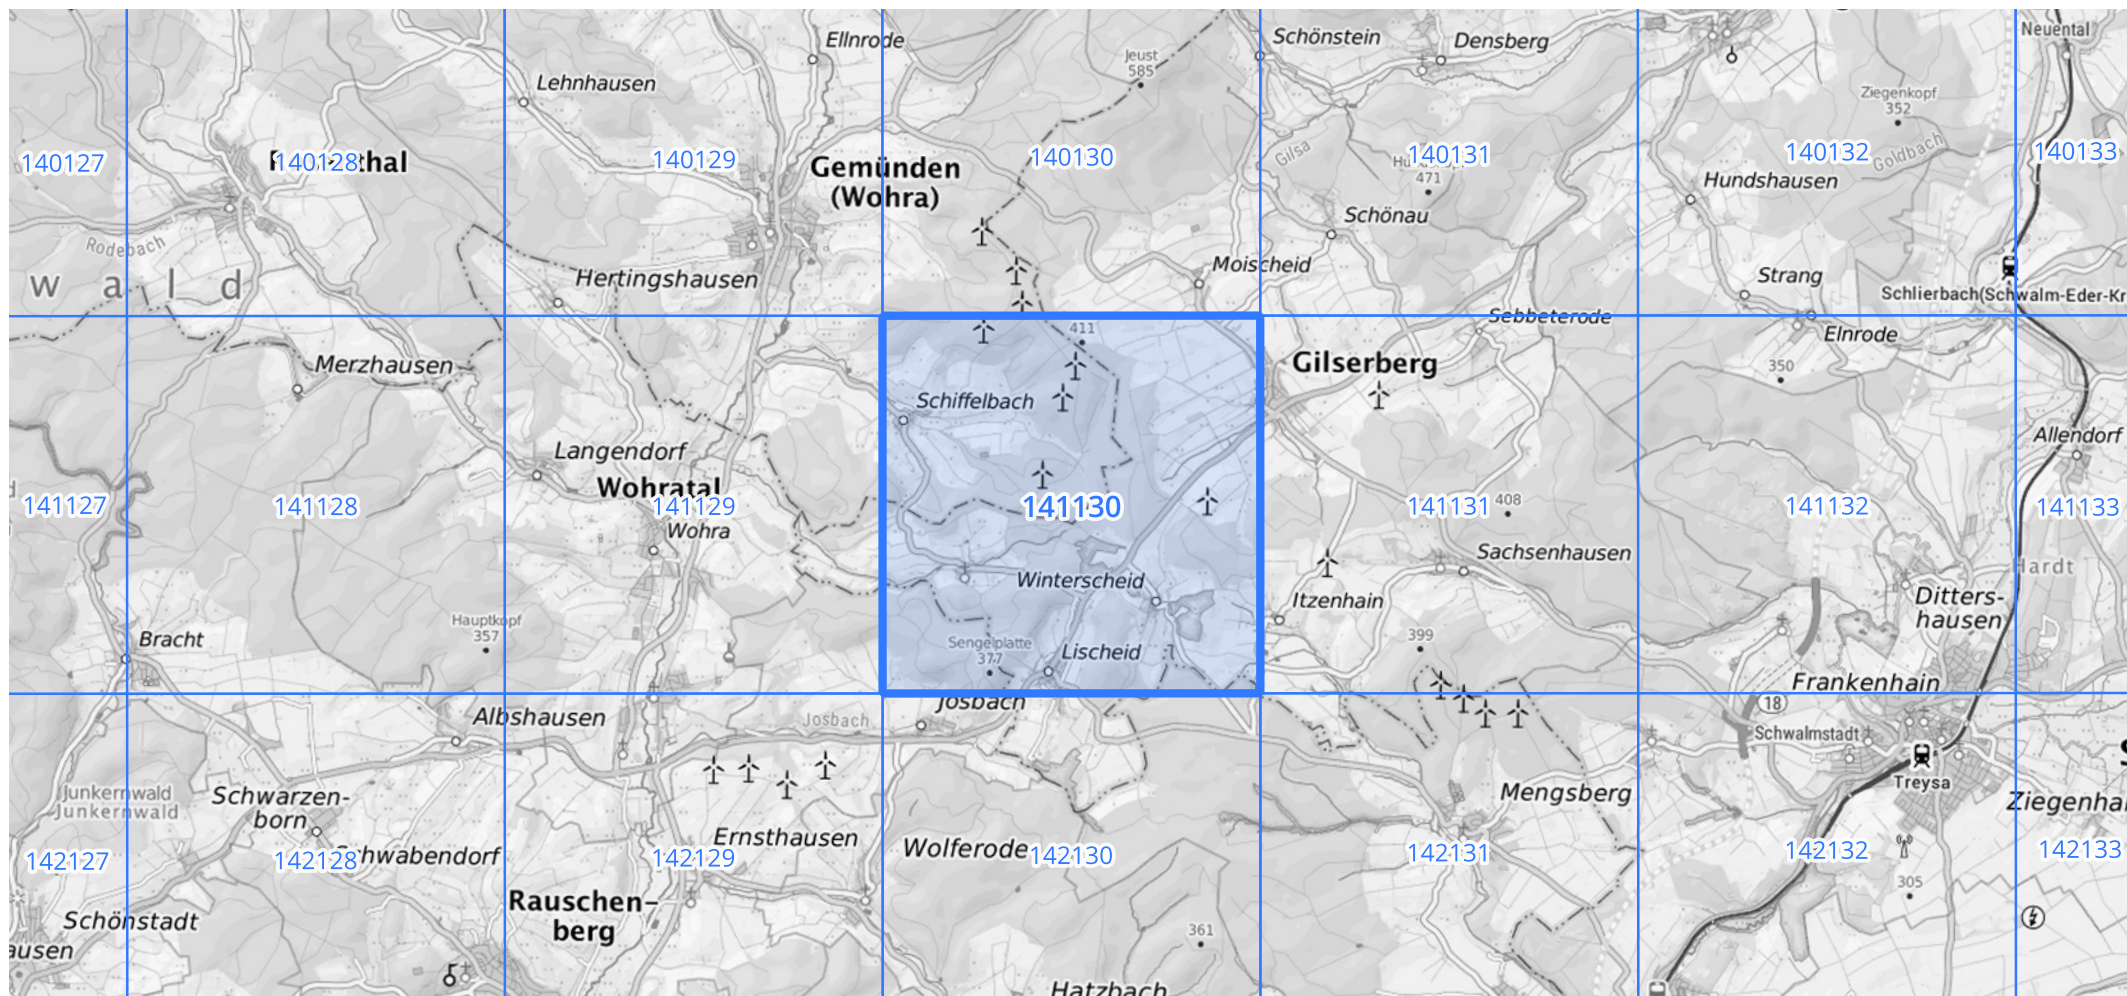 Ellnrode
Schönstein
Densberg
Neuental
Lehnhausen
Jeust
585
Ziegenkopf
352
140127
140128
thal
140129
Gemünden
(Wohra)
140130
Gilsa
140131
471
140132
Goldbach
140133
Hundshausen
Schönau
Rodebach
w a l d
Hertingshausen
Moischeid
Strang
Schlierbach(Schwalm-Eder-Kr
Merzhausen
411
Sebbeterode
Gilserberg
Elnrode
350
Schiffelbach
Langendorf
Wohratal
Allendorf
141127
141128
141129
141130
141131
408
141132
141133
Wohra
Winterscheid
Sachsenhausen
Hardt
Itzenhain
Ditters-
hausen
Hauptkopf
357
Bracht
Sengelplatte
377
Lischeid
399
Frankenhain
Albshausen
Josbach
Josbach
18
Schwalmstadt
Treysa
S
Junkernwald
Junkernwald
Schwarzen-
born
Mengsberg
Ziegenha
Ernsthausen
Wolferode
142127
142128
Schwabendorf
142129
142130
142131
142132
142133
305
Rauschen-
berg
Schönstadt
ausen
361
Hatzbach